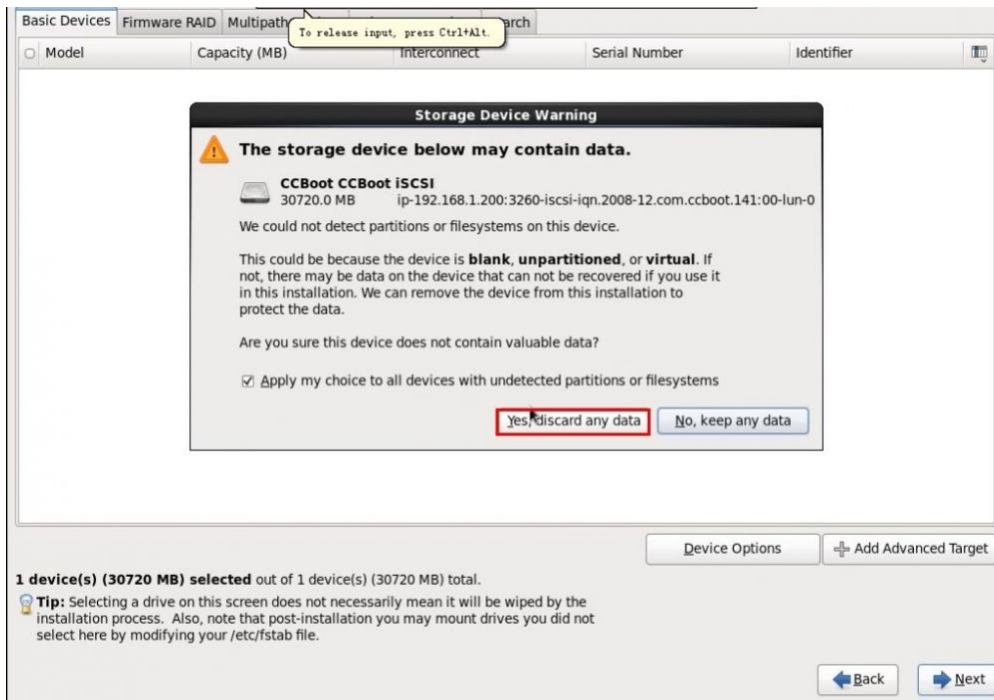 Basic Devices Firmware RAID Multipath
To release input, press Ctrl+Alt.
Model Capacity (MB) Interconnect Serial Number Identifier
Storage Device Warning
The storage device below may contain data.
CCBoot CCBoot iSCSI
30720.0 MB ip-192.168.1.200:3260-iscsi-iqn.2008-12.com.ccboot.141:00-lun-0
We could not detect partitions or filesystems on this device.
This could be because the device is blank, unpartitioned, or virtual. If
not, there may be data on the device that can not be recovered if you use it
in this installation. We can remove the device from this installation to
protect the data.
Are you sure this device does not contain valuable data?
Apply my choice to all devices with undetected partitions or filesystems
Yes, discard any data No, keep any data
Device Options Add Advanced Target
1 device(s) (30720 MB) selected out of 1 device(s) (30720 MB) total.
Tip: Selecting a drive on this screen does not necessarily mean it will be wiped by the
installation process. Also, note that post-installation you may mount drives you did not
select here by modifying your /etc/fstab file.
Back Next